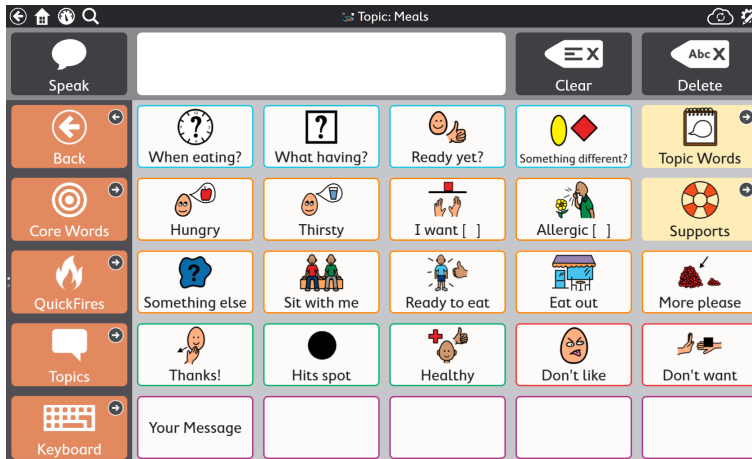 Topic: Meals
Speak
Clear
Abc X
Delete
Back
When eating?
What having?
Ready yet?
Something different?
Topic Words
Core Words
Hungry
Thirsty
I want [ ]
Allergic [ ]
Supports
QuickFires
Something else
Sit with me
Ready to eat
Eat out
More please
Topics
Thanks!
Hits spot
Healthy
Don't like
Don't want
Keyboard
Your Message